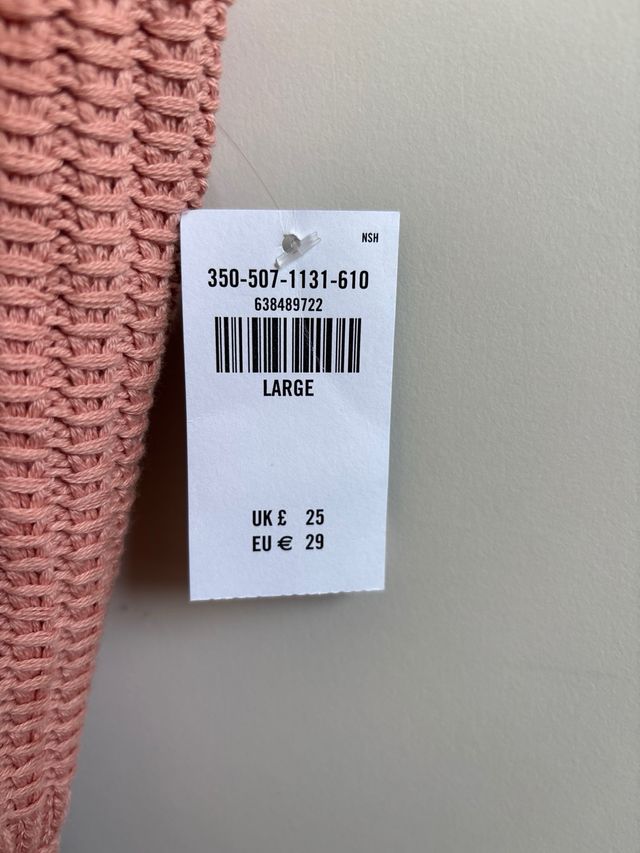 NSH
350-507-1131-610
638489722
LARGE
UK £ 25
EU € 29